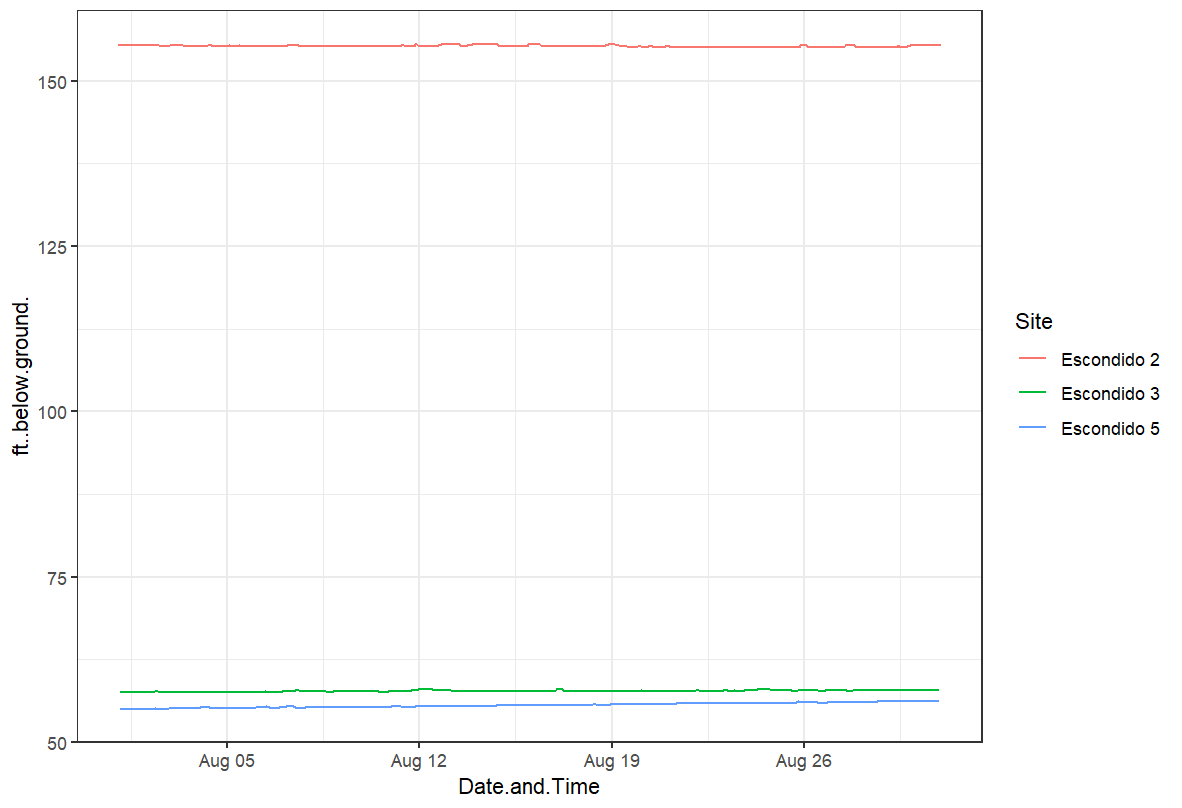 ft..below.ground.
150
125
100
75
50
Aug 05
Aug 12
Aug 19
Aug 26
Date.and.Time
Site
Escondido 2
Escondido 3
Escondido 5